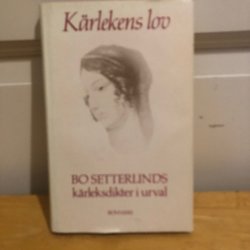 Kärlekens lov
BO SETTERLINDS
kärleksdikter i urval
BONNIERS